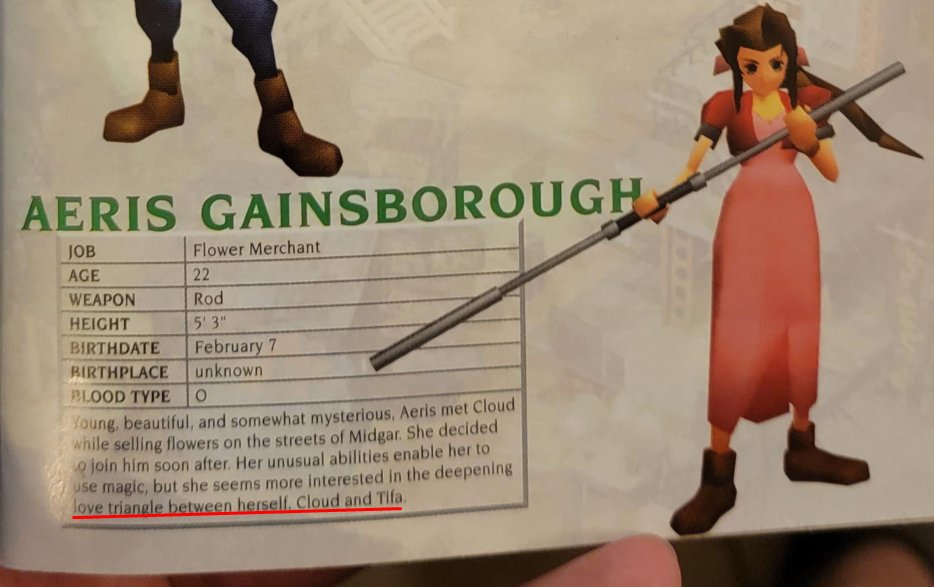 AERIS GAINSBOROUGH
JOB Flower Merchant
AGE 22
WEAPON Rod
HEIGHT 5' 3"
BIRTHDATE February 7
BIRTHPLACE unknown
BLOOD TYPE O
Young, beautiful, and somewhat mysterious, Aeris met Cloud
while selling flowers on the streets of Midgar. She decided
to join him soon after. Her unusual abilities enable her to
use magic, but she seems more interested in the deepening
love triangle between herself, Cloud and Tifa.